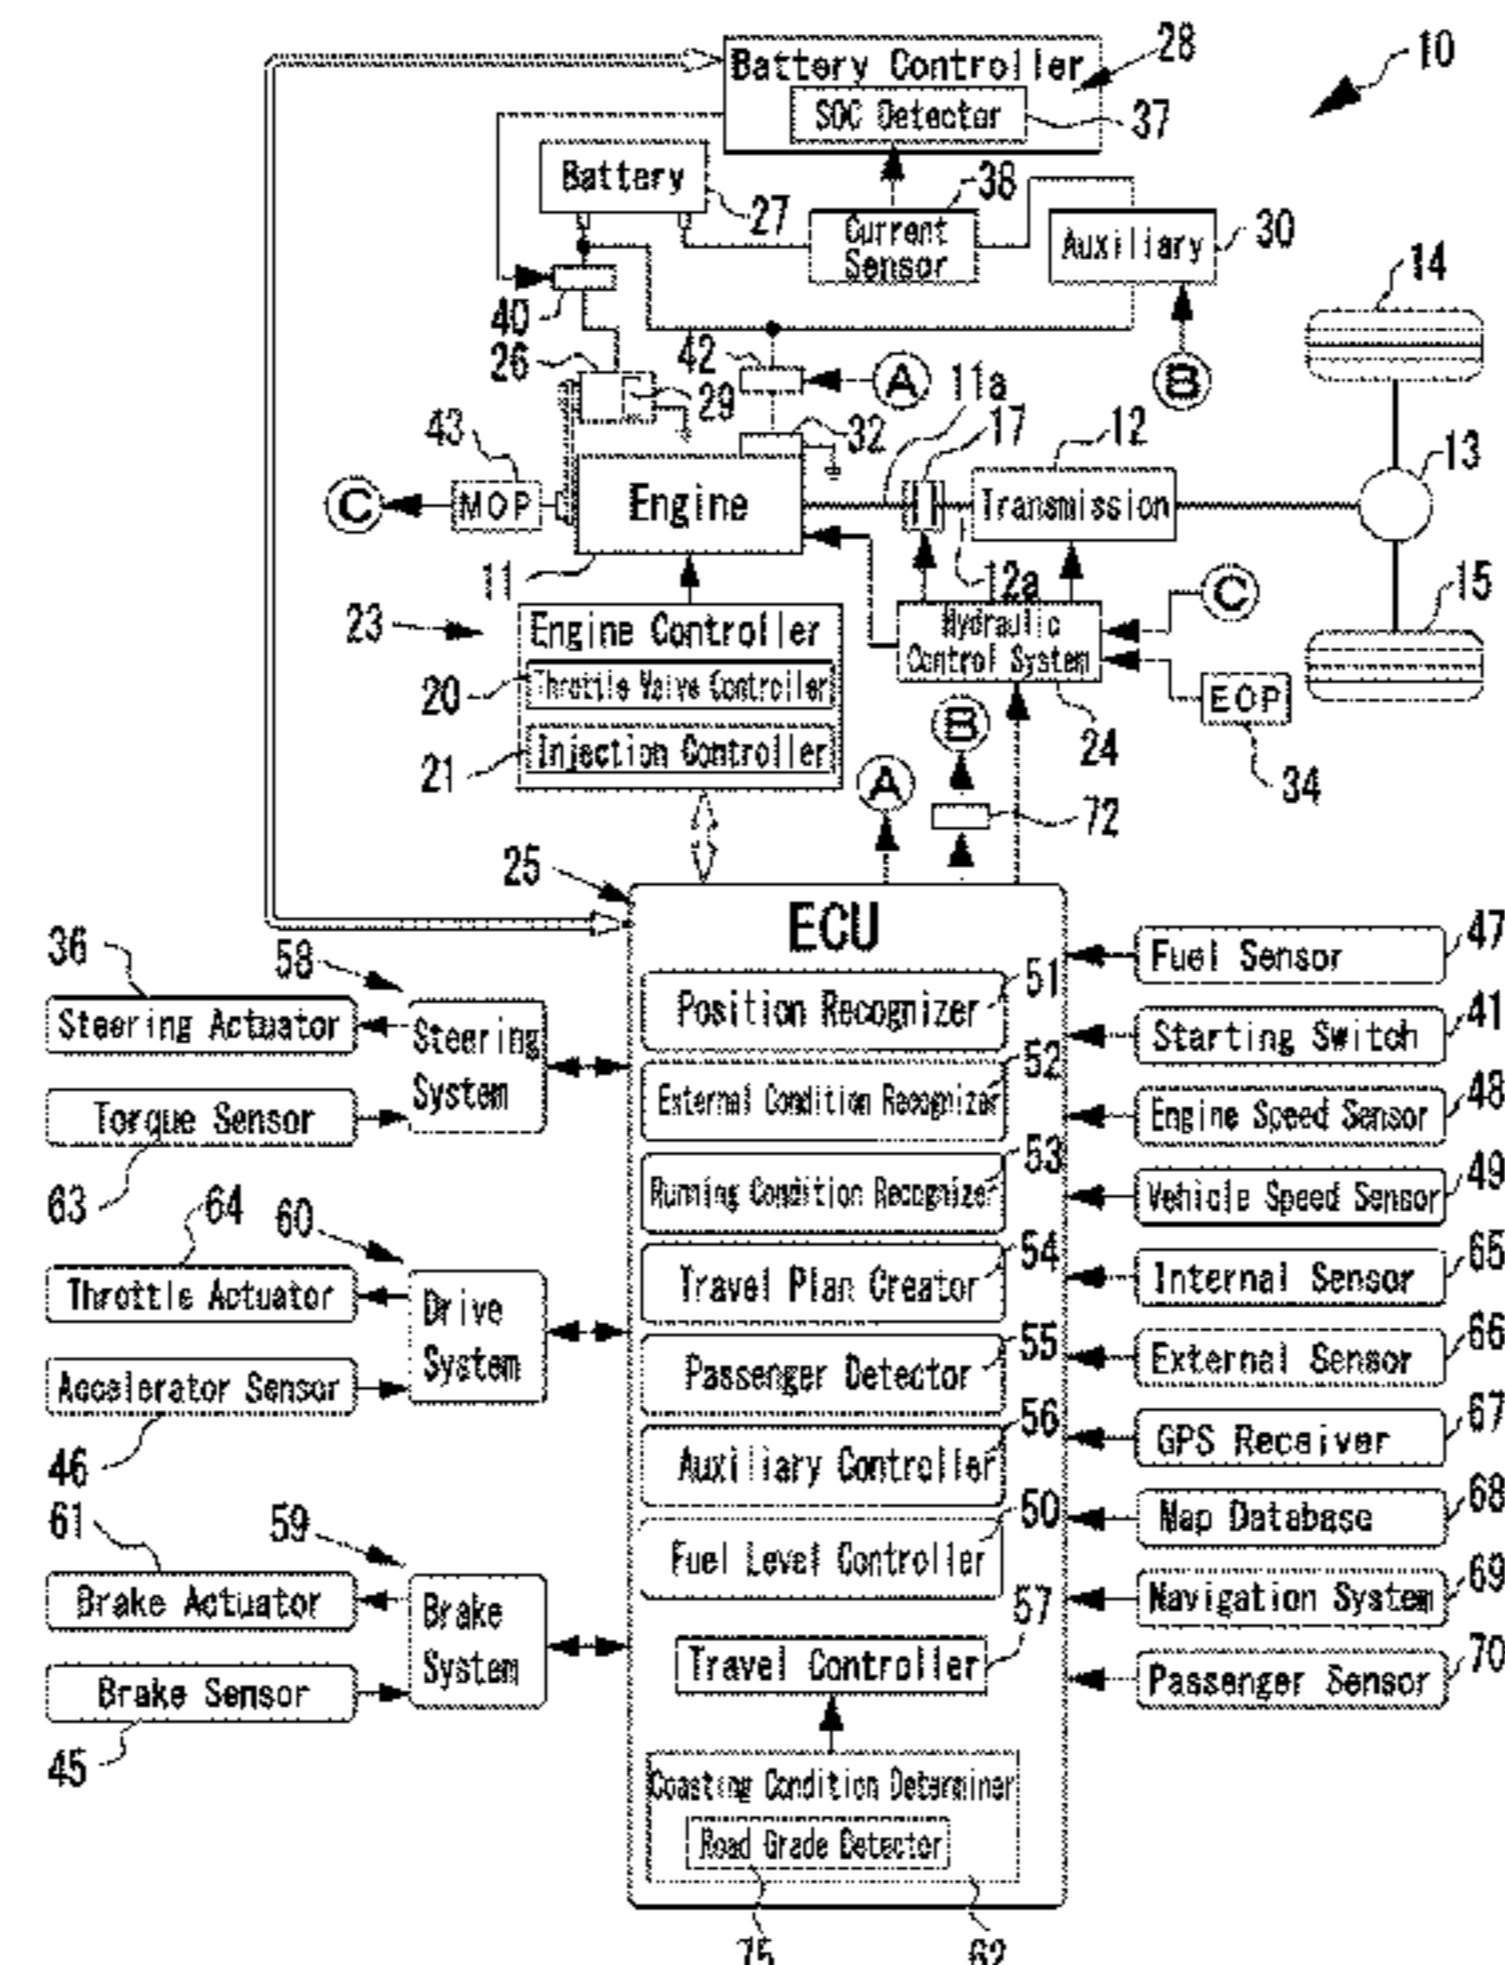 10
28
Battery Controller
SOC Detector
37
Battery
27
38
Current
Sensor
Auxiliary
30
14
40
26
42
A
B
29
11a
17
12
32
43
13
C
MOP
Engine
Transmission
11
12a
C
15
23
Engine Controller
Hydraulic
Control System
20
Throttle Valve Controller
EOP
21
Injection Controller
B
24
34
A
72
25
ECU
36
58
47
Fuel Sensor
51
Steering Actuator
Steering
System
Position Recognizer
41
Starting Switch
52
Torque Sensor
External Condition Recognizer
48
Engine Speed Sensor
63
53
Running Condition Recognizer
49
Vehicle Speed Sensor
64
60
54
65
Internal Sensor
Throttle Actuator
Drive
System
Travel Plan Creator
55
66
External Sensor
Accelerator Sensor
Passenger Detector
46
56
67
GPS Receiver
Auxiliary Controller
61
59
50
68
Map Database
Fuel Level Controller
Brake Actuator
Brake
System
57
69
Navigation System
Travel Controller
70
Passenger Sensor
Brake Sensor
45
Coasting Condition Determiner
Road Grade Detector
75
62